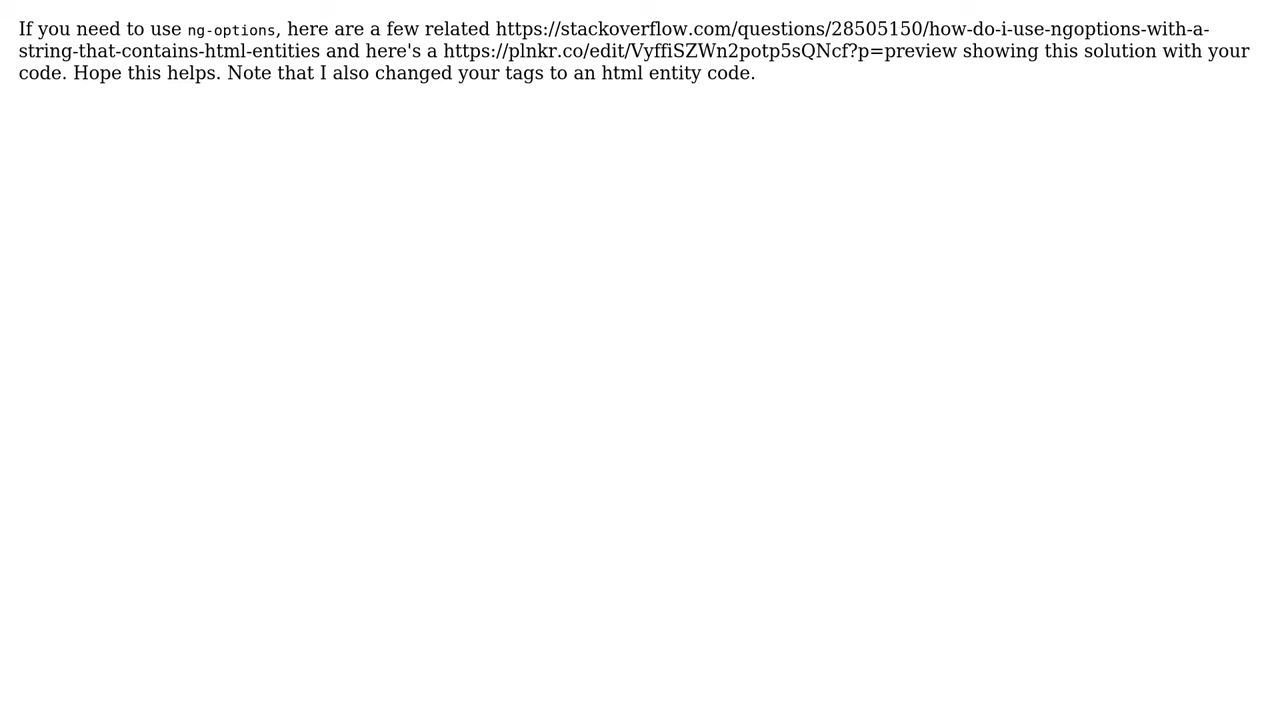 If you need to use ng-options, here are a few related https://stackoverflow.com/questions/28505150/how-do-i-use-ngoptions-with-a-
string-that-contains-html-entities and here's a https://plnkr.co/edit/VyffiSZWn2potp5sQNcf?p=preview showing this solution with your
code. Hope this helps. Note that I also changed your tags to an html entity code.